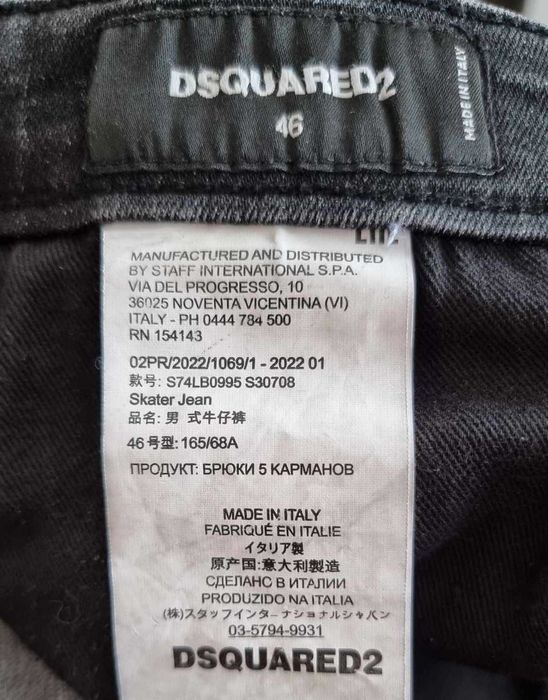 DSQUARED2
46
MADE IN ITALY
MANUFACTURED AND DISTRIBUTED
BY STAFF INTERNATIONAL S.P.A.
VIA DEL PROGRESSO, 10
36025 NOVENTA VICENTINA (VI)
ITALY - PH 0444 784 500
RN 154143
02PR/2022/1069/1 - 2022 01
款号: S74LB0995 S30708
Skater Jean
品名: 男 式牛仔裤
46 号型: 165/68A
ПРОДУКТ: БРЮКИ 5 КАРМАНОВ
MADE IN ITALY
FABRIQUÉ EN ITALIE
イタリア製
原产国:意大利製造
СДЕЛАНС В ИТАЛИИ
PRODUZIDO NA ITALIA
(株)スタッフインターナショナルジャパン
03-5794-9931
DSQUARED2